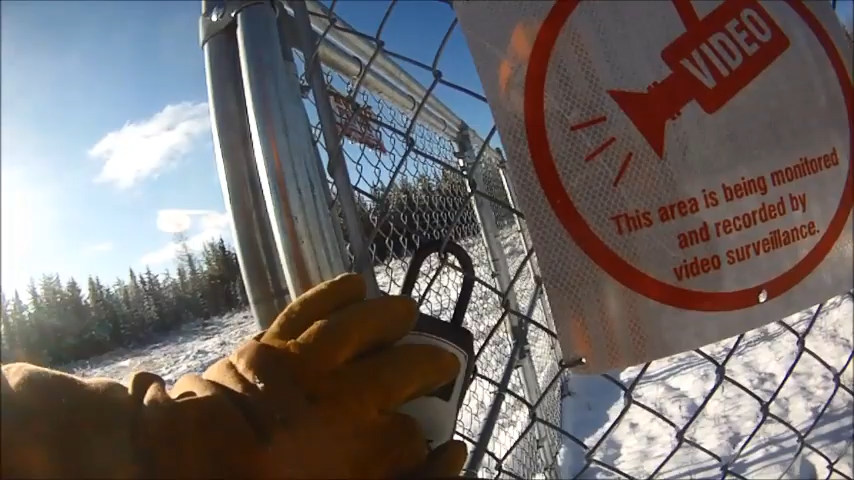 VIDEO
This area is being monitored
and recorded by
video surveillance.